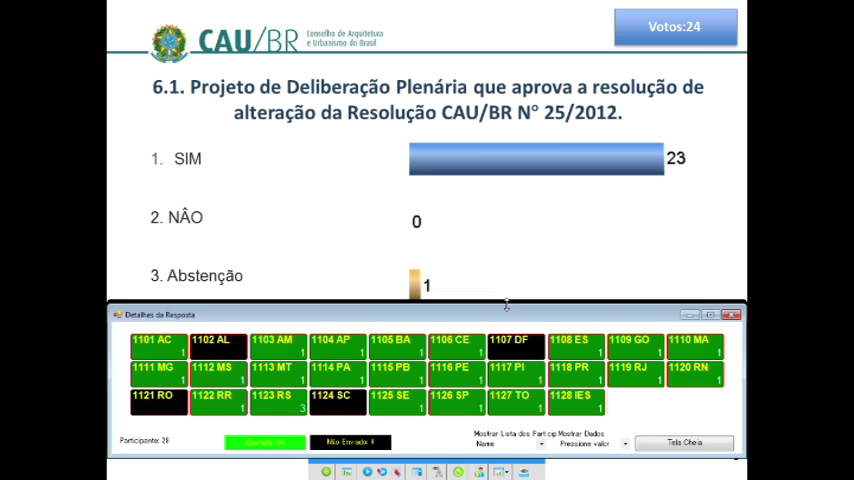 CAU/BR Conselho de Arquitetura
e Urbanismo do Brasil
Votos:24
6.1. Projeto de Deliberação Plenária que aprova a resolução de
alteração da Resolução CAU/BR N° 25/2012.
1. SIM 23
2. NÂO 0
3. Abstenção 1
Detalhes da Resposta
1101 AC 1 1102 AL 1103 AM 1 1104 AP 1 1105 BA 1 1106 CE 1 1107 DF 1108 ES 1 1109 GO 1 1110 MA 1
1111 MG 1 1112 MS 1 1113 MT 1 1114 PA 1 1115 PB 1 1116 PE 1 1117 PI 1 1118 PR 1 1119 RJ 1 1120 RN 1
1121 RO 1122 RR 1 1123 RS 3 1124 SC 1125 SE 1 1126 SP 1 1127 TO 1 1128 IES 1
Mostrar Lista dos Particip Mostrar Dados
Participante: 28 Não Enviado 4 Name Pressione valor Tela Cheia